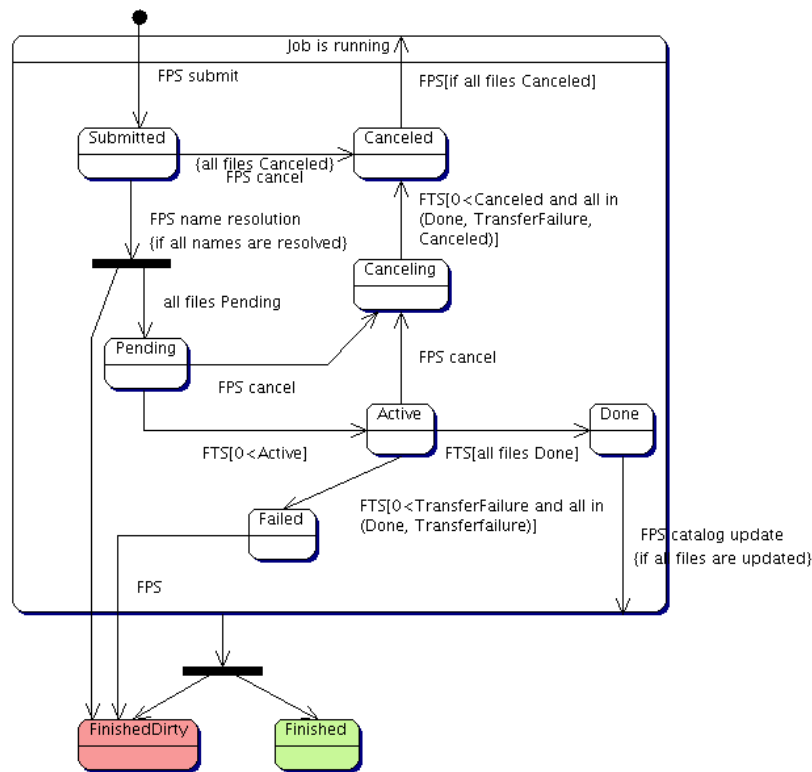 Job is running
FPS submit
FPS[if all files Canceled]
Submitted
Canceled
{all files Canceled}
FPS cancel
FTS[0<Canceled and all in
(Done, TransferFailure,
Canceled)]
FPS name resolution
{if all names are resolved}
Canceling
all files Pending
Pending
FPS cancel
FPS cancel
Active
Done
FTS[0<Active]
FTS[all files Done]
FTS[0<TransferFailure and all in
(Done, Transferfailure)]
Failed
FPS catalog update
{if all files are updated}
FPS
FinishedDirty
Finished